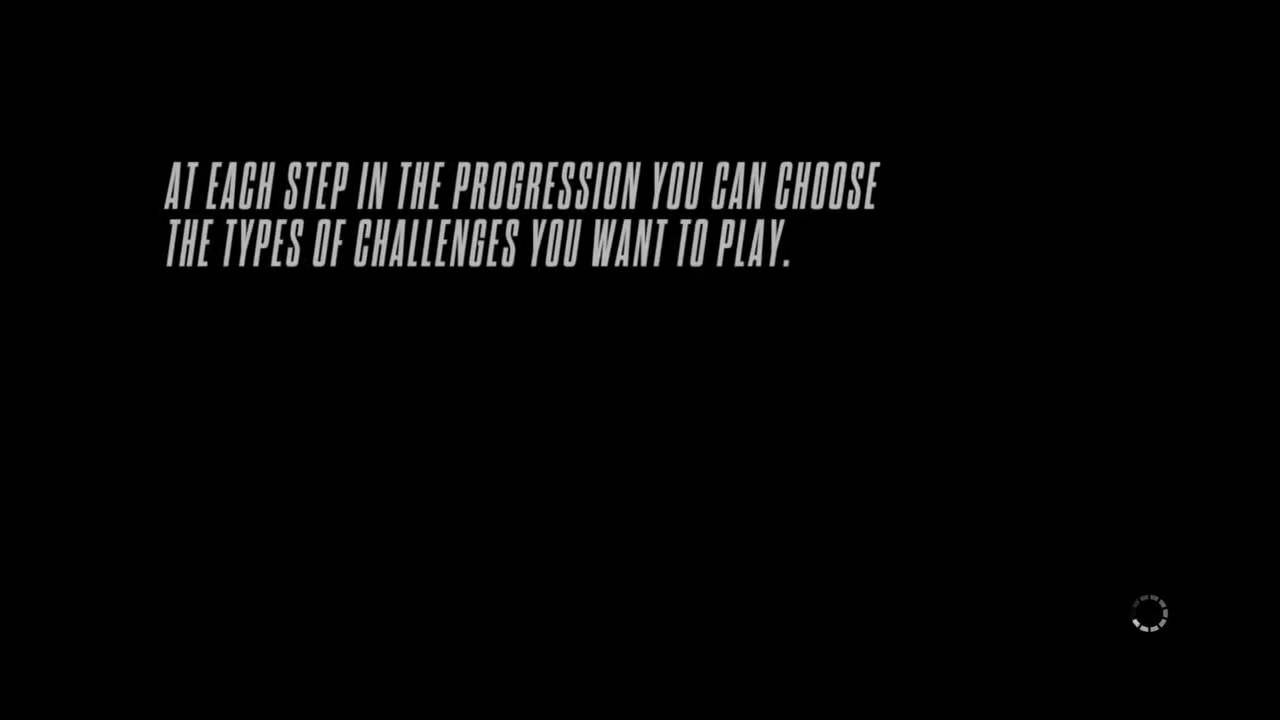 AT EACH STEP IN THE PROGRESSION YOU CAN CHOOSE
THE TYPES OF CHALLENGES YOU WANT TO PLAY.